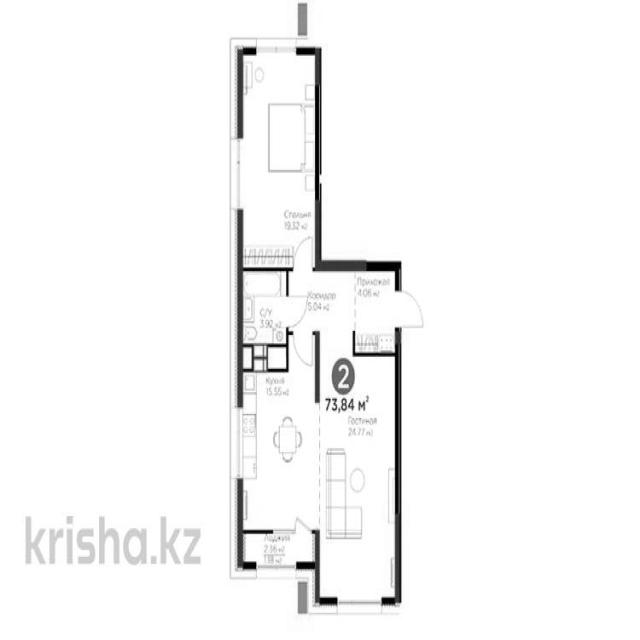 Спальня
19.32 м2
Прихожая
4.06 м2
Коридор
5.04 м2
С/У
3.92 м2
2
73,84 м²
Кухня
15.55 м2
Гостиная
24.77 м2
Лоджия
2.36 м2
1.18 м2
krisha.kz